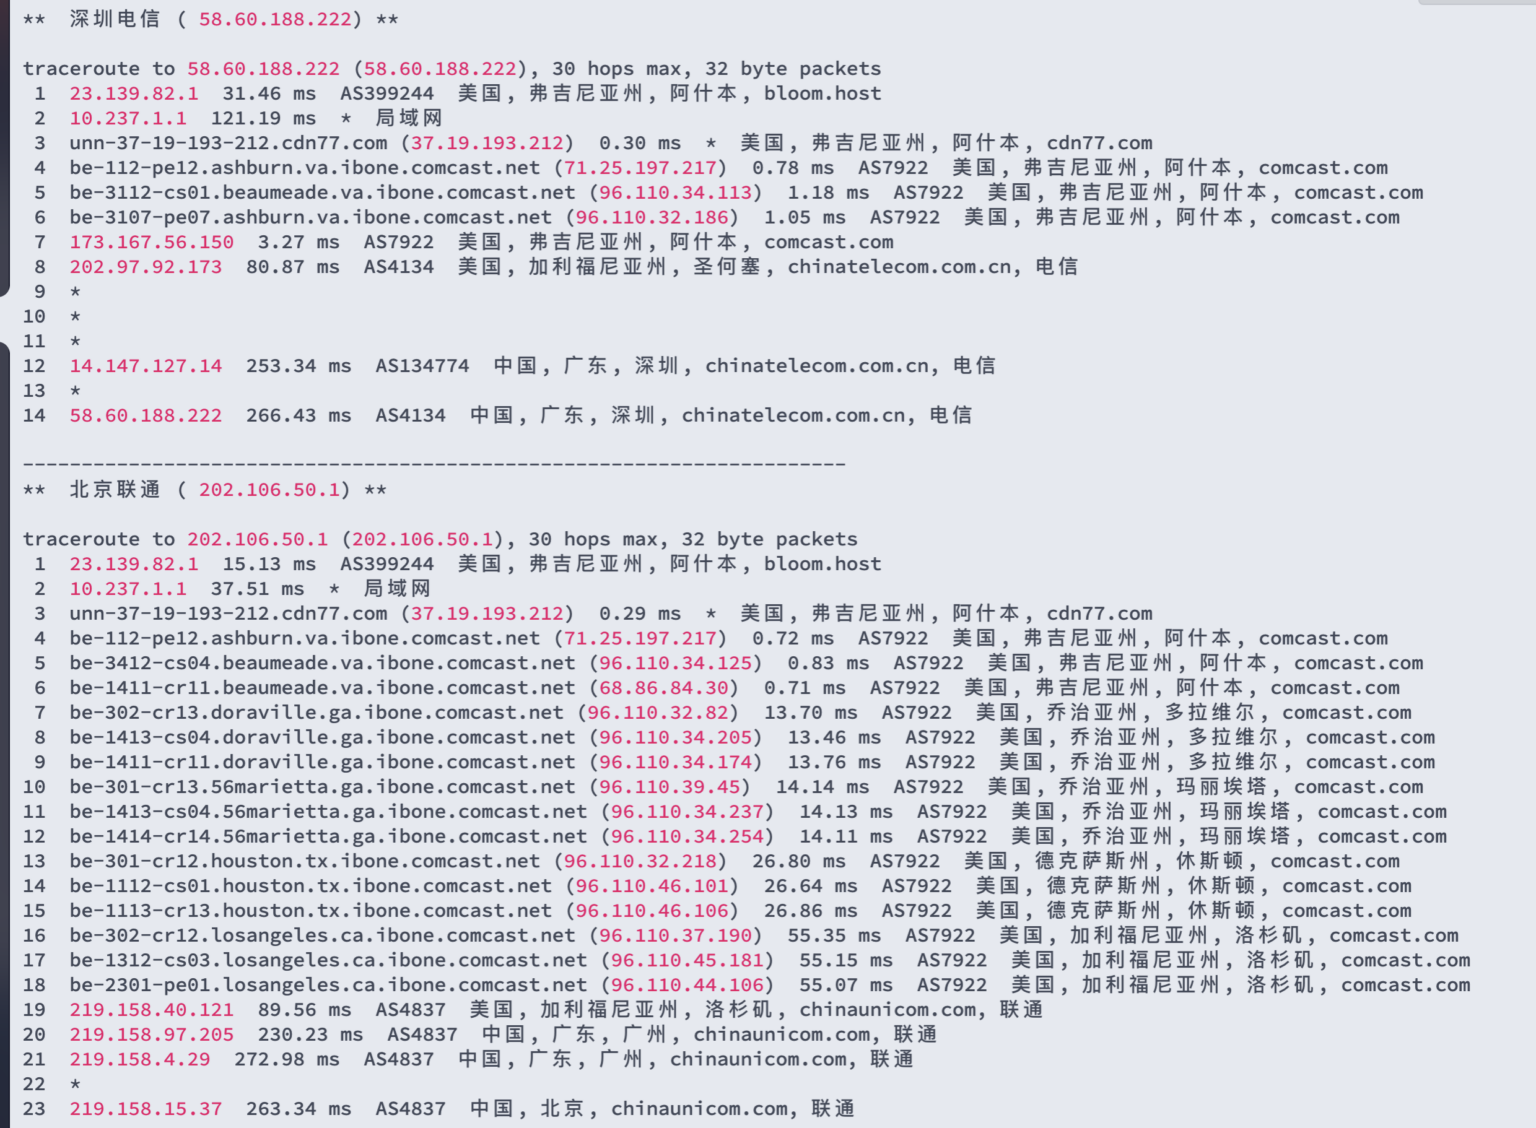 ** 深圳电信 ( 58.60.188.222) **
traceroute to 58.60.188.222 (58.60.188.222), 30 hops max, 32 byte packets
1 23.139.82.1 31.46 ms AS399244 美国, 弗吉尼亚州, 阿什本, bloom.host
2 10.237.1.1 121.19 ms * 局域网
3 unn-37-19-193-212.cdn77.com (37.19.193.212) 0.30 ms * 美国, 弗吉尼亚州, 阿什本, cdn77.com
4 be-112-pe12.ashburn.va.ibone.comcast.net (71.25.197.217) 0.78 ms AS7922 美国, 弗吉尼亚州, 阿什本, comcast.com
5 be-3112-cs01.beaumeade.va.ibone.comcast.net (96.110.34.113) 1.18 ms AS7922 美国, 弗吉尼亚州, 阿什本, comcast.com
6 be-3107-pe07.ashburn.va.ibone.comcast.net (96.110.32.186) 1.05 ms AS7922 美国, 弗吉尼亚州, 阿什本, comcast.com
7 173.167.56.150 3.27 ms AS7922 美国, 弗吉尼亚州, 阿什本, comcast.com
8 202.97.92.173 80.87 ms AS4134 美国, 加利福尼亚州, 圣何塞, chinatelecom.com.cn, 电信
9 *
10 *
11 *
12 14.147.127.14 253.34 ms AS134774 中国, 广东, 深圳, chinatelecom.com.cn, 电信
13 *
14 58.60.188.222 266.43 ms AS4134 中国, 广东, 深圳, chinatelecom.com.cn, 电信
----------------------------------------------------------------------
** 北京联通 ( 202.106.50.1) **
traceroute to 202.106.50.1 (202.106.50.1), 30 hops max, 32 byte packets
1 23.139.82.1 15.13 ms AS399244 美国, 弗吉尼亚州, 阿什本, bloom.host
2 10.237.1.1 37.51 ms * 局域网
3 unn-37-19-193-212.cdn77.com (37.19.193.212) 0.29 ms * 美国, 弗吉尼亚州, 阿什本, cdn77.com
4 be-112-pe12.ashburn.va.ibone.comcast.net (71.25.197.217) 0.72 ms AS7922 美国, 弗吉尼亚州, 阿什本, comcast.com
5 be-3412-cs04.beaumeade.va.ibone.comcast.net (96.110.34.125) 0.83 ms AS7922 美国, 弗吉尼亚州, 阿什本, comcast.com
6 be-1411-cr11.beaumeade.va.ibone.comcast.net (68.86.84.30) 0.71 ms AS7922 美国, 弗吉尼亚州, 阿什本, comcast.com
7 be-302-cr13.doraville.ga.ibone.comcast.net (96.110.32.82) 13.70 ms AS7922 美国, 乔治亚州, 多拉维尔, comcast.com
8 be-1413-cs04.doraville.ga.ibone.comcast.net (96.110.34.205) 13.46 ms AS7922 美国, 乔治亚州, 多拉维尔, comcast.com
9 be-1411-cr11.doraville.ga.ibone.comcast.net (96.110.34.174) 13.76 ms AS7922 美国, 乔治亚州, 多拉维尔, comcast.com
10 be-301-cr13.56marietta.ga.ibone.comcast.net (96.110.39.45) 14.14 ms AS7922 美国, 乔治亚州, 玛丽埃塔, comcast.com
11 be-1413-cs04.56marietta.ga.ibone.comcast.net (96.110.34.237) 14.13 ms AS7922 美国, 乔治亚州, 玛丽埃塔, comcast.com
12 be-1414-cr14.56marietta.ga.ibone.comcast.net (96.110.34.254) 14.11 ms AS7922 美国, 乔治亚州, 玛丽埃塔, comcast.com
13 be-301-cr12.houston.tx.ibone.comcast.net (96.110.32.218) 26.80 ms AS7922 美国, 德克萨斯州, 休斯顿, comcast.com
14 be-1112-cs01.houston.tx.ibone.comcast.net (96.110.46.101) 26.64 ms AS7922 美国, 德克萨斯州, 休斯顿, comcast.com
15 be-1113-cr13.houston.tx.ibone.comcast.net (96.110.46.106) 26.86 ms AS7922 美国, 德克萨斯州, 休斯顿, comcast.com
16 be-302-cr12.losangeles.ca.ibone.comcast.net (96.110.37.190) 55.35 ms AS7922 美国, 加利福尼亚州, 洛杉矶, comcast.com
17 be-1312-cs03.losangeles.ca.ibone.comcast.net (96.110.45.181) 55.15 ms AS7922 美国, 加利福尼亚州, 洛杉矶, comcast.com
18 be-2301-pe01.losangeles.ca.ibone.comcast.net (96.110.44.106) 55.07 ms AS7922 美国, 加利福尼亚州, 洛杉矶, comcast.com
19 219.158.40.121 89.56 ms AS4837 美国, 加利福尼亚州, 洛杉矶, chinaunicom.com, 联通
20 219.158.97.205 230.23 ms AS4837 中国, 广东, 广州, chinaunicom.com, 联通
21 219.158.4.29 272.98 ms AS4837 中国, 广东, 广州, chinaunicom.com, 联通
22 *
23 219.158.15.37 263.34 ms AS4837 中国, 北京, chinaunicom.com, 联通